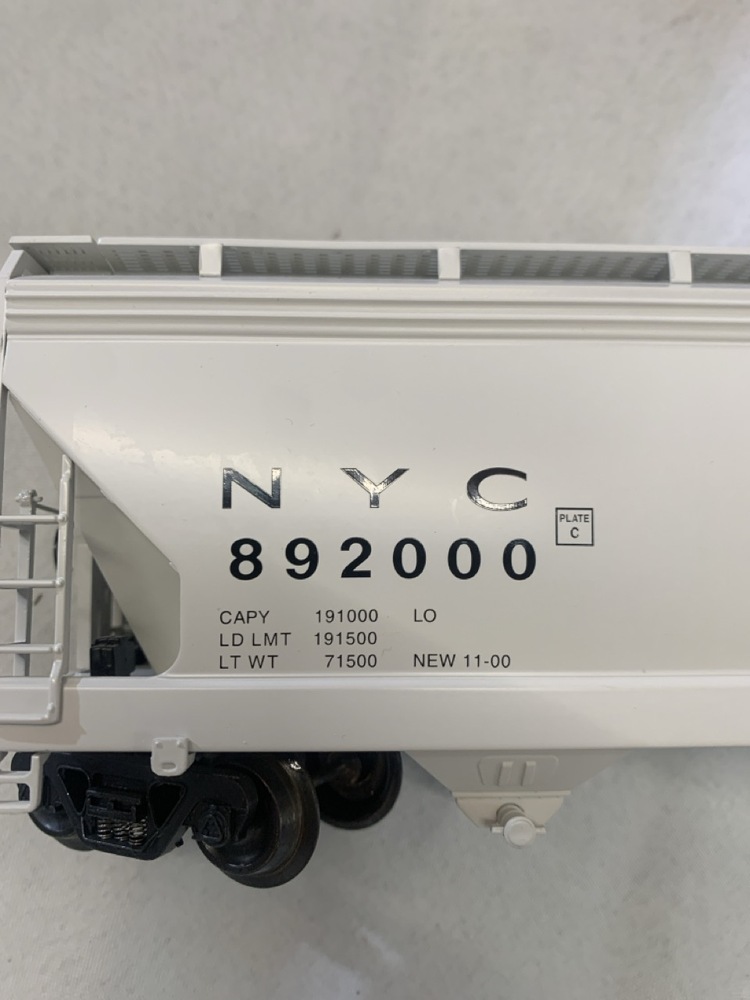 N Y C
PLATE
C
892000
CAPY 191000 LO
LD LMT 191500
LT WT 71500 NEW 11-00